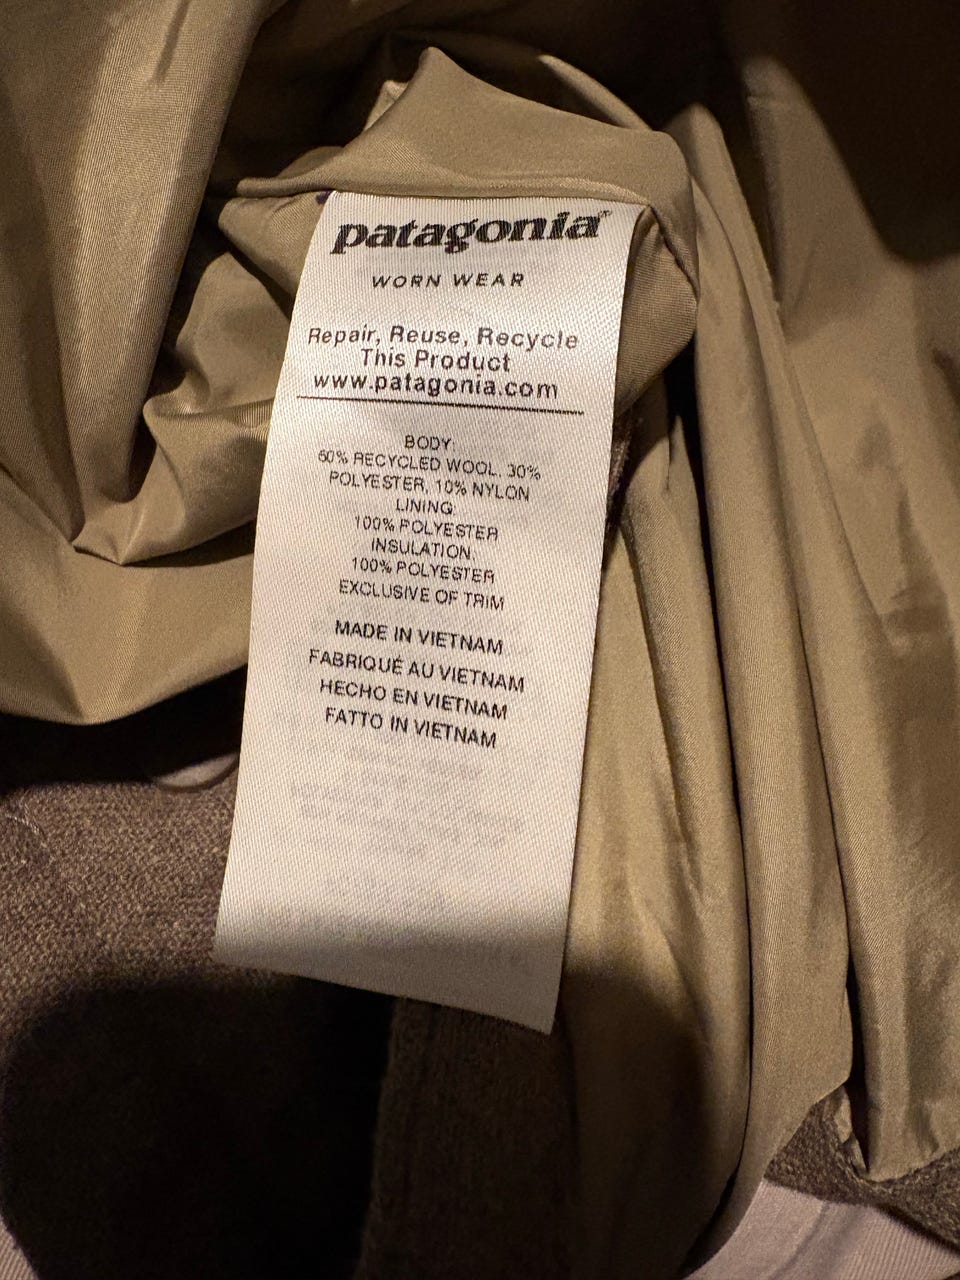 patagonia®
WORN WEAR
Repair, Reuse, Recycle
This Product
www.patagonia.com
BODY:
60% RECYCLED WOOL, 30%
POLYESTER, 10% NYLON
LINING:
100% POLYESTER
INSULATION:
100% POLYESTER
EXCLUSIVE OF TRIM
MADE IN VIETNAM
FABRIQUÉ AU VIETNAM
HECHO EN VIETNAM
FATTO IN VIETNAM